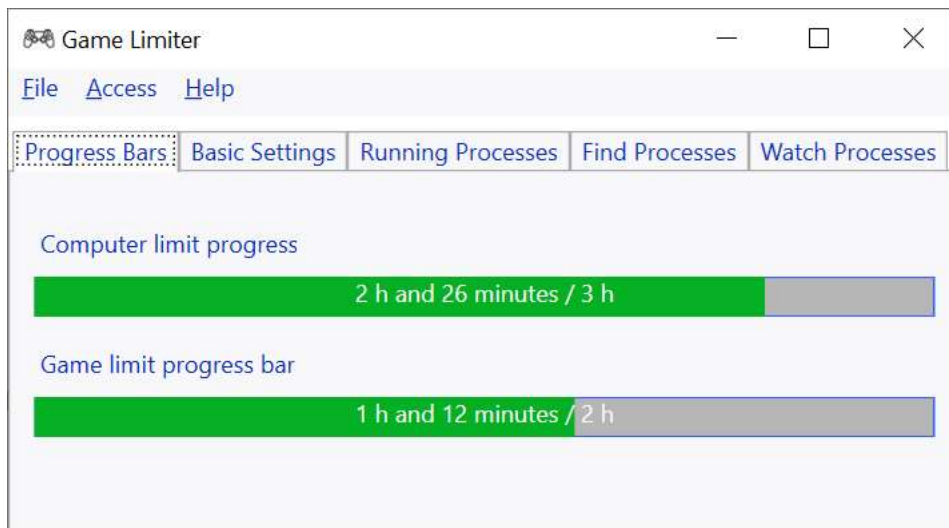 Game Limiter
File Access Help
Progress Bars Basic Settings Running Processes Find Processes Watch Processes
Computer limit progress
2 h and 26 minutes / 3 h
Game limit progress bar
1 h and 12 minutes / 2 h